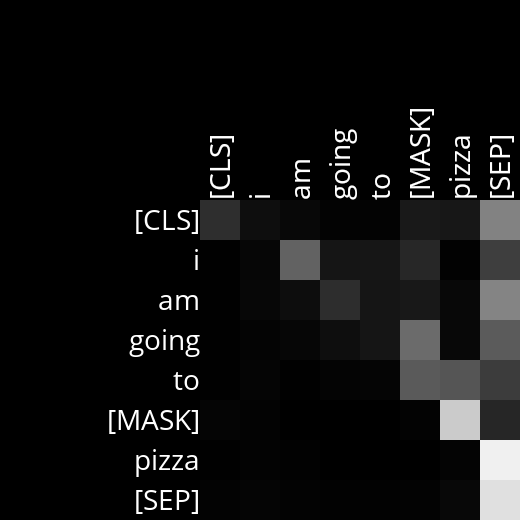 [CLS] i am going to [MASK] pizza [SEP]
[CLS]
i
am
going
to
[MASK]
pizza
[SEP]